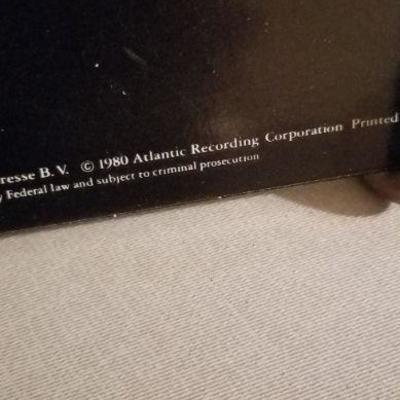 resse B.V. © 1980 Atlantic Recording Corporation Printed
y Federal law and subject to criminal prosecution